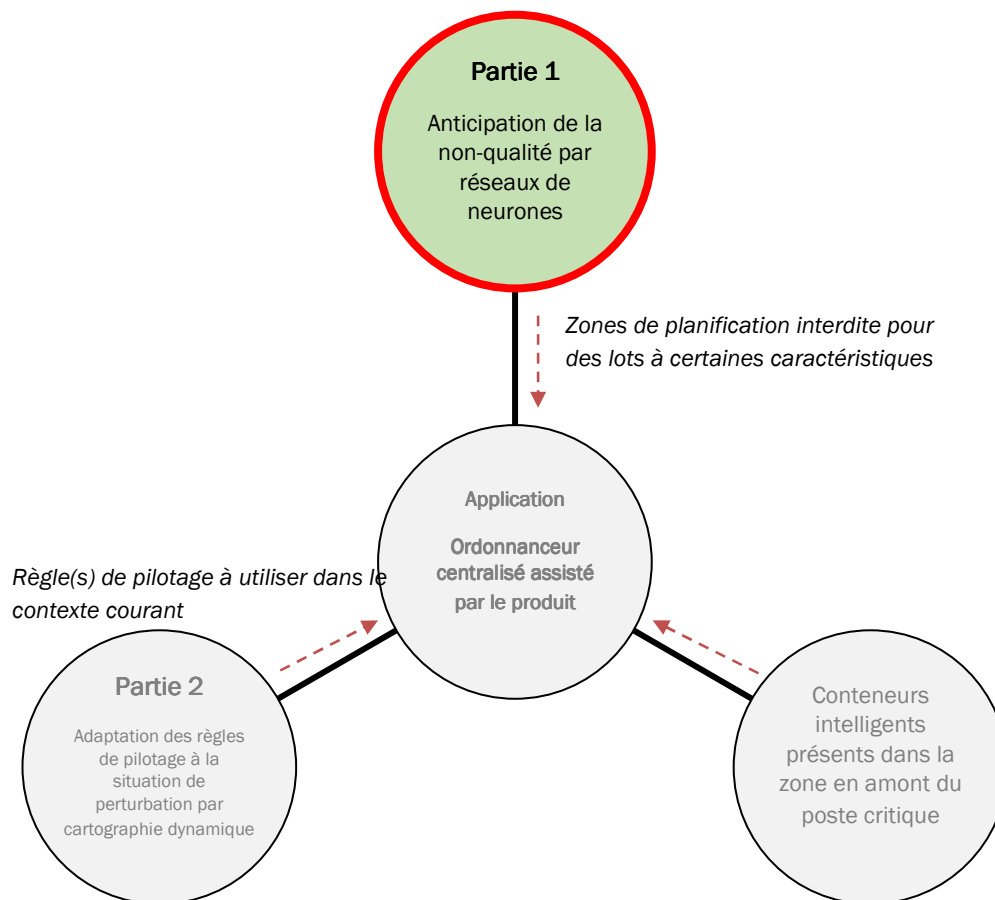 Partie 1
Anticipation de la
non-qualité par
réseaux de
neurones
Zones de planification interdite pour
des lots à certaines caractéristiques
Application
Ordonnanceur
centralisé assisté
par le produit
Règle(s) de pilotage à utiliser dans le
contexte courant
Partie 2
Adaptation des règles
de pilotage à la
situation de
perturbation par
cartographie dynamique
Conteneurs
intelligents
présents dans la
zone en amont du
poste critique